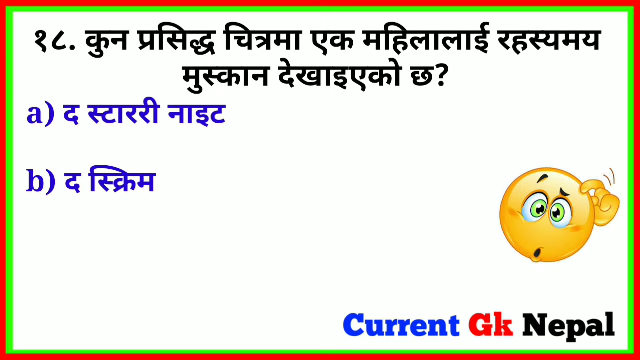 १८. कुन प्रसिद्ध चित्रमा एक महिलालाई रहस्यमय
मुस्कान देखाइएको छ?
a) द स्टाररी नाइट
b) द स्क्रिम
Current Gk Nepal